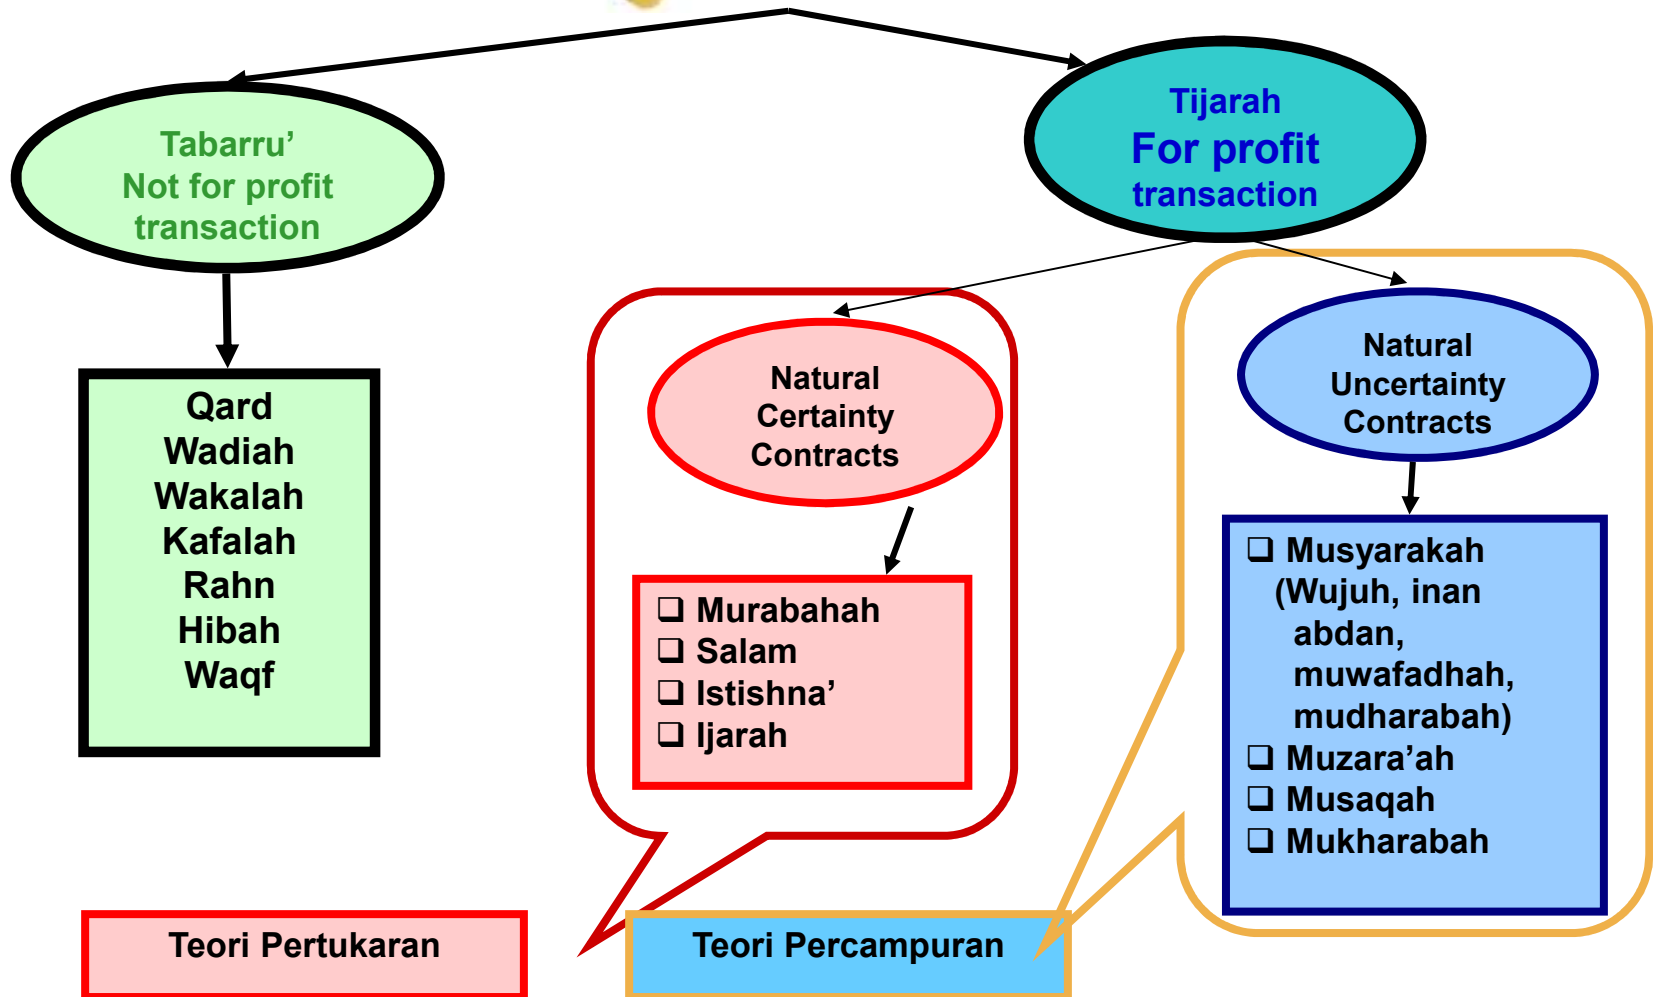 Tabarru’
Not for profit
transaction
Tijarah
For profit
transaction
Qard
Wadiah
Wakalah
Kafalah
Rahn
Hibah
Waqf
Natural
Certainty
Contracts
❑ Murabahah
❑ Salam
❑ Istishna’
❑ Ijarah
Natural
Uncertainty
Contracts
❑ Musyarakah
(Wujuh, inan
abdan,
muwafadhah,
mudharabah)
❑ Muzara’ah
❑ Musaqah
❑ Mukharabah
Teori Pertukaran
Teori Percampuran